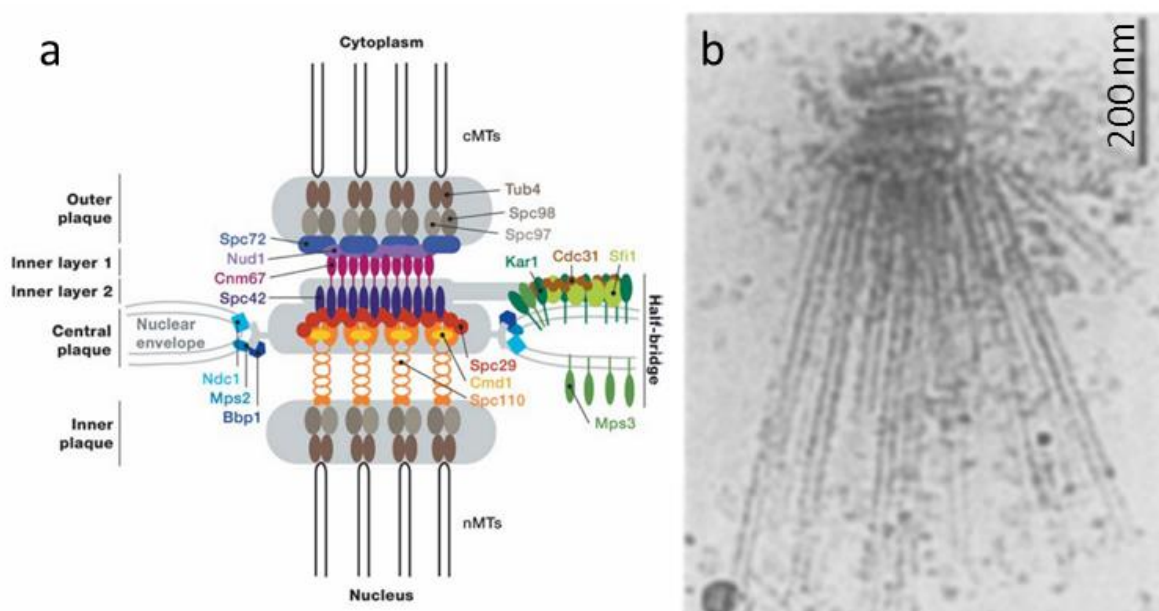 a
Cytoplasm
cMTs
Outer
plaque
Tub4
Spc98
Spc97
Spc72
Nud1
Cnm67
Spc42
Inner layer 1
Inner layer 2
Kar1
Cdc31
Sfi1
Half-bridge
Central
plaque
Nuclear
envelope
Ndc1
Mps2
Bbp1
Spc29
Cmd1
Spc110
Mps3
Inner
plaque
nMTs
Nucleus
b
200 nm